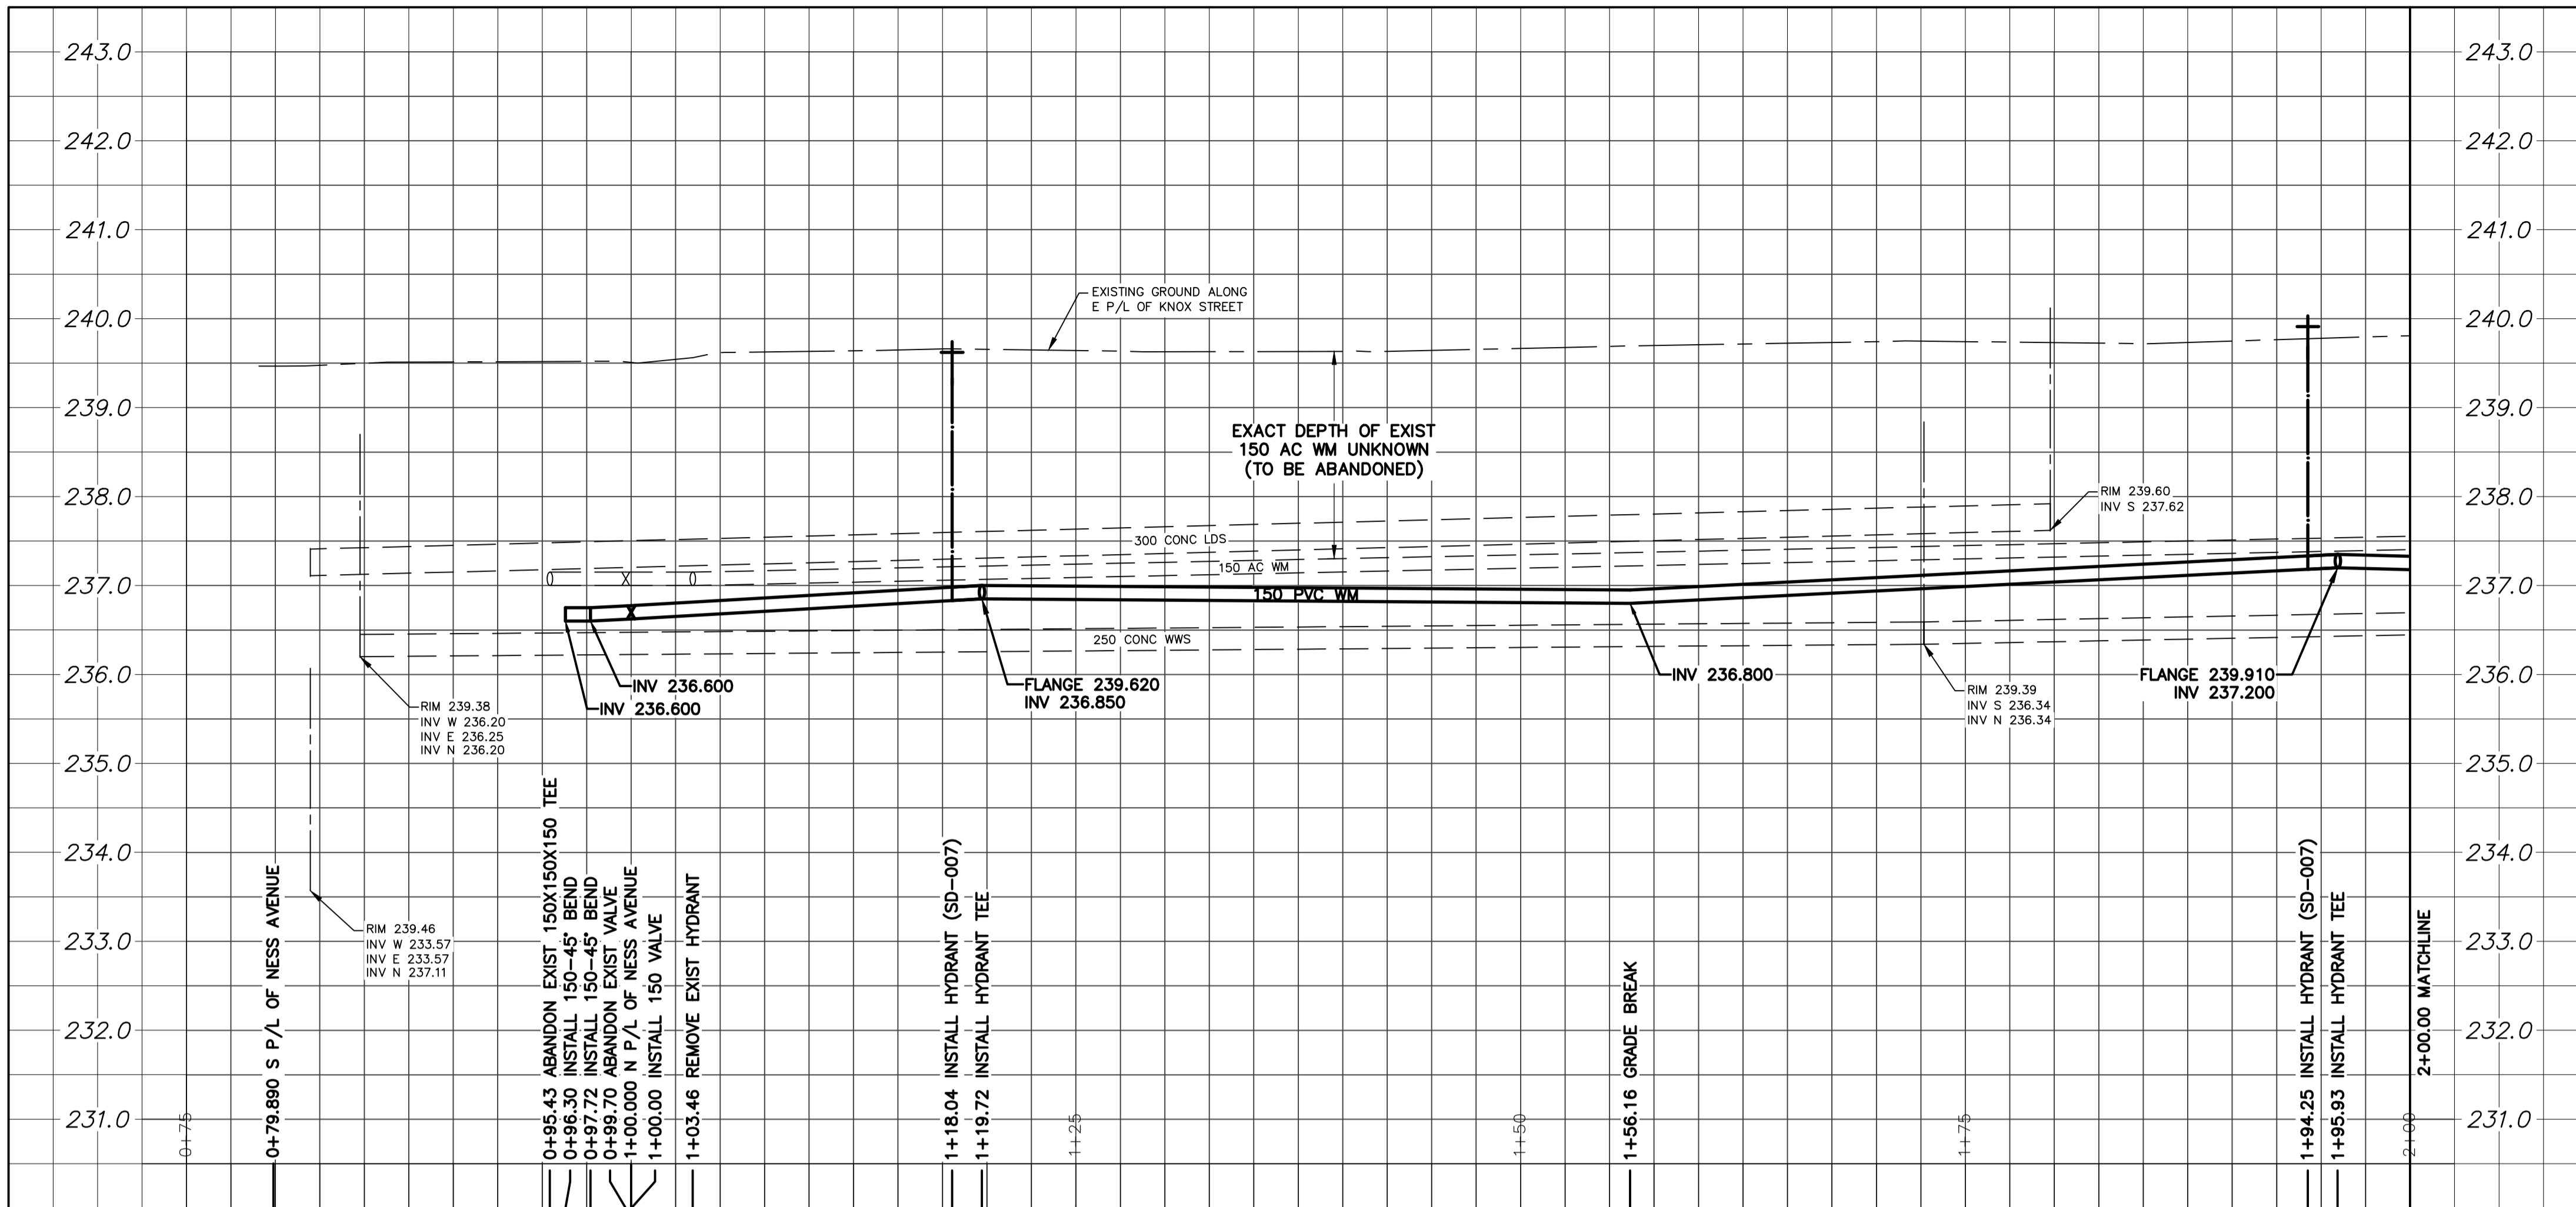 243.0
243.0
242.0
242.0
241.0
241.0
EXISTING GROUND ALONG
E P/L OF KNOX STREET
240.0
240.0
239.0
239.0
EXACT DEPTH OF EXIST
150 AC WM UNKNOWN
(TO BE ABANDONED)
238.0
238.0
RIM 239.60
INV S 237.62
300 CONC LDS
150 AC WM
237.0
237.0
150 PVC WM
250 CONC WWS
236.0
236.0
INV 236.600
INV 236.600
FLANGE 239.620
INV 236.850
INV 236.800
FLANGE 239.910
INV 237.200
RIM 239.39
INV S 236.34
INV N 236.34
RIM 239.38
INV W 236.20
INV E 236.25
INV N 236.20
235.0
235.0
234.0
234.0
RIM 239.46
INV W 233.57
INV E 233.57
INV N 237.11
233.0
233.0
232.0
232.0
231.0
231.0
0+75
0+79.890 S P/L OF NESS AVENUE
0+95.43 ABANDON EXIST 150X150X150X150 TEE
0+96.30 INSTALL 150-45° BEND
0+97.72 INSTALL 150-45° BEND
0+99.70 ABANDON EXIST VALVE
1+00.000 N P/L OF NESS AVENUE
1+00.00 INSTALL 150 VALVE
1+03.46 REMOVE EXIST HYDRANT
1+18.04 INSTALL HYDRANT (SD-007)
1+19.72 INSTALL HYDRANT TEE
1+25
1+50
1+56.16 GRADE BREAK
1+75
1+94.25 INSTALL HYDRANT (SD-007)
1+95.93 INSTALL HYDRANT TEE
2+00
2+00.00 MATCHLINE